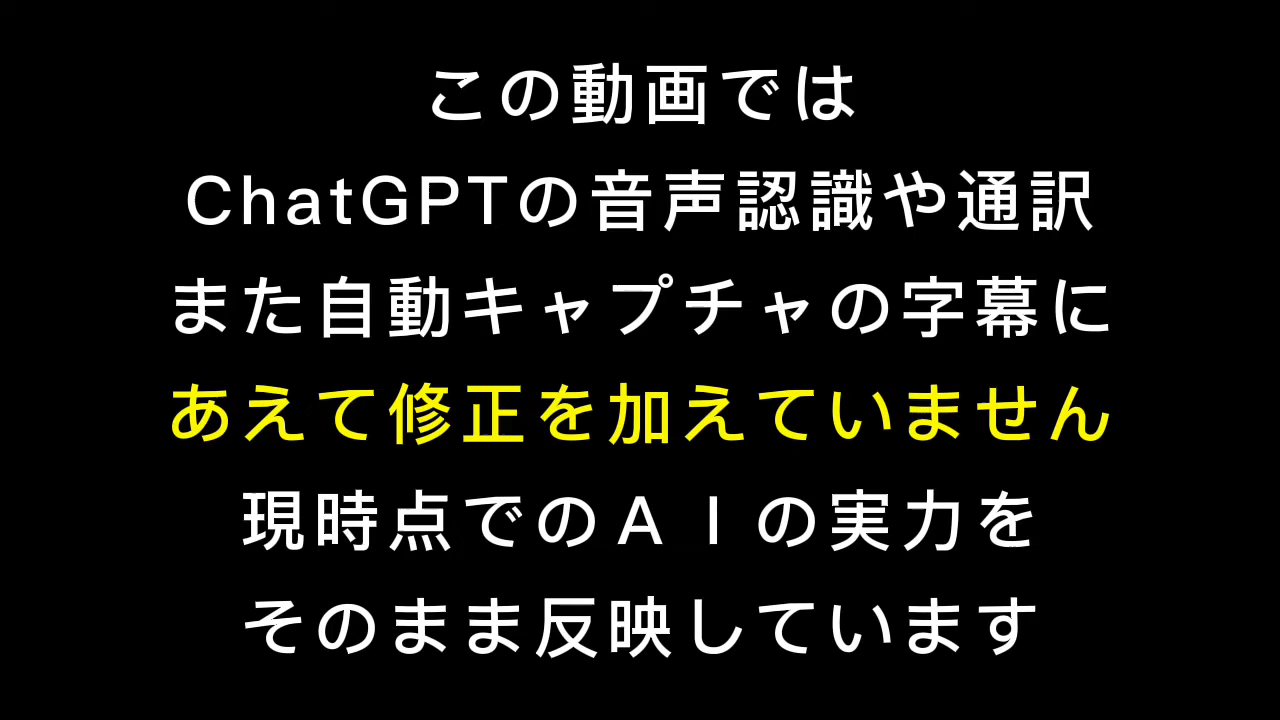 この動画では
ChatGPTの音声認識や通訳
また自動キャプチャの字幕に
あえて修正を加えていません
現時点でのＡＩの実力を
そのまま反映しています